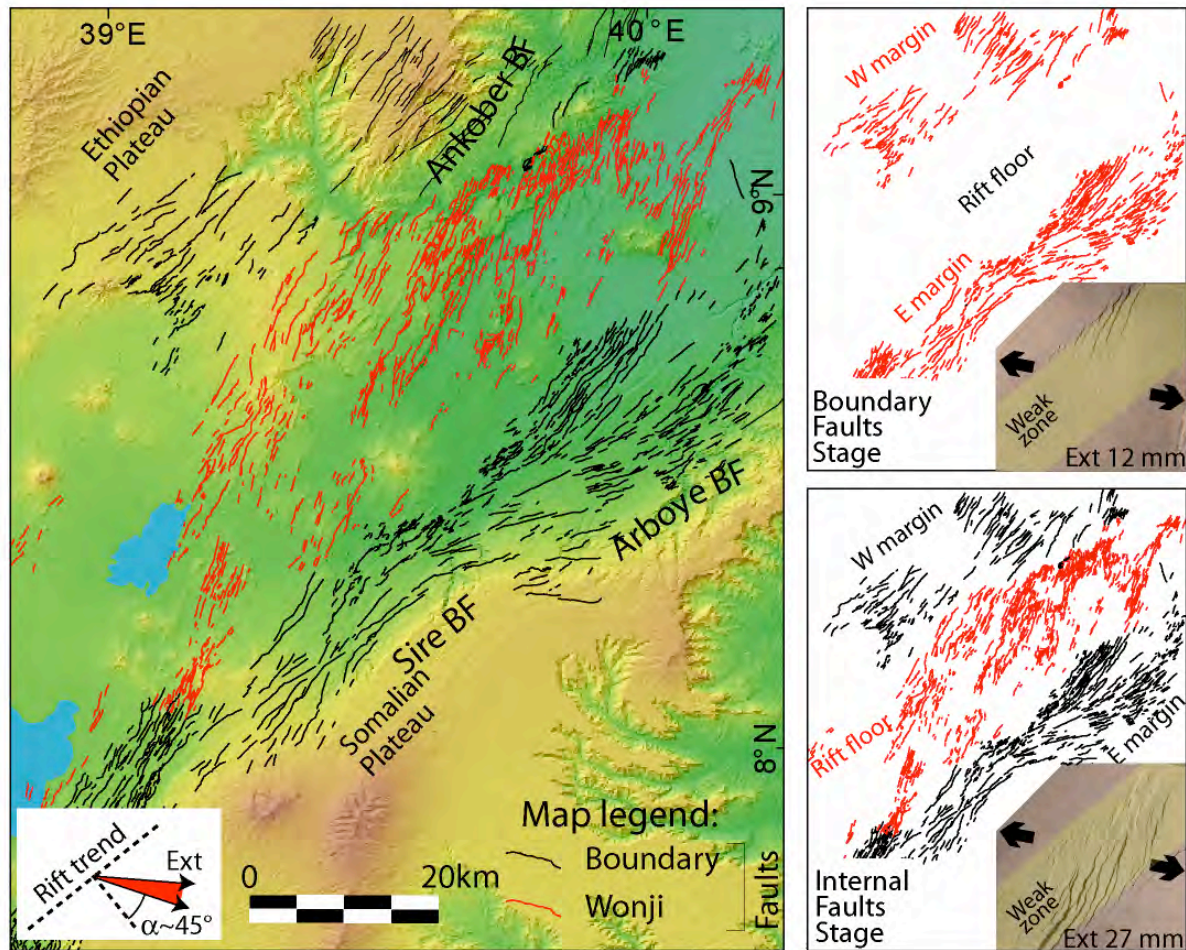 39°E
40°E
Ethiopian
Plateau
Ankober BF
9°N
Arboye BF
Sire BF
Somalian
Plateau
8°N
Rift trend
Ext
α~45°
0
20km
Map legend:
Boundary
Wonji
Faults
W margin
Rift floor
E margin
Boundary
Faults
Stage
Weak
zone
Ext 12 mm
W margin
Rift floor
E margin
Internal
Faults
Stage
Weak
zone
Ext 27 mm